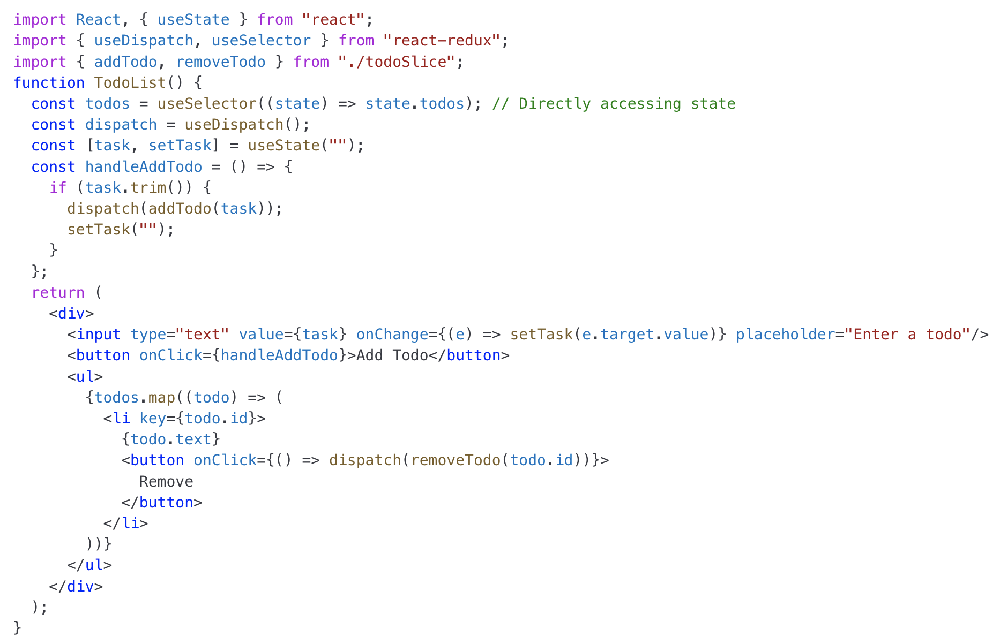 import React, { useState } from "react";
import { useDispatch, useSelector } from "react-redux";
import { addTodo, removeTodo } from "./todoSlice";
function TodoList() {
  const todos = useSelector((state) => state.todos); // Directly accessing state
  const dispatch = useDispatch();
  const [task, setTask] = useState("");
  const handleAddTodo = () => {
    if (task.trim()) {
      dispatch(addTodo(task));
      setTask("");
    }
  };
  return (
    <div>
      <input type="text" value={task} onChange={(e) => setTask(e.target.value)} placeholder="Enter a todo"/>
      <button onClick={handleAddTodo}>Add Todo</button>
      <ul>
        {todos.map((todo) => (
          <li key={todo.id}>
            {todo.text}
            <button onClick={() => dispatch(removeTodo(todo.id))}>
              Remove
            </button>
          </li>
        ))}
      </ul>
    </div>
  );
}